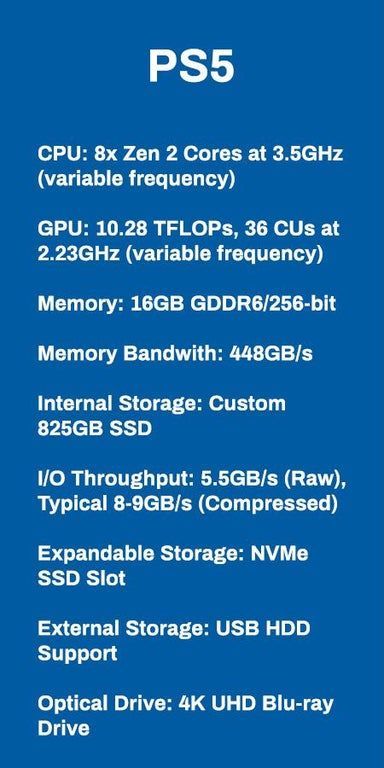 PS5
CPU: 8x Zen 2 Cores at 3.5GHz
(variable frequency)
GPU: 10.28 TFLOPs, 36 CUs at
2.23GHz (variable frequency)
Memory: 16GB GDDR6/256-bit
Memory Bandwith: 448GB/s
Internal Storage: Custom
825GB SSD
I/O Throughput: 5.5GB/s (Raw),
Typical 8-9GB/s (Compressed)
Expandable Storage: NVMe
SSD Slot
External Storage: USB HDD
Support
Optical Drive: 4K UHD Blu-ray
Drive